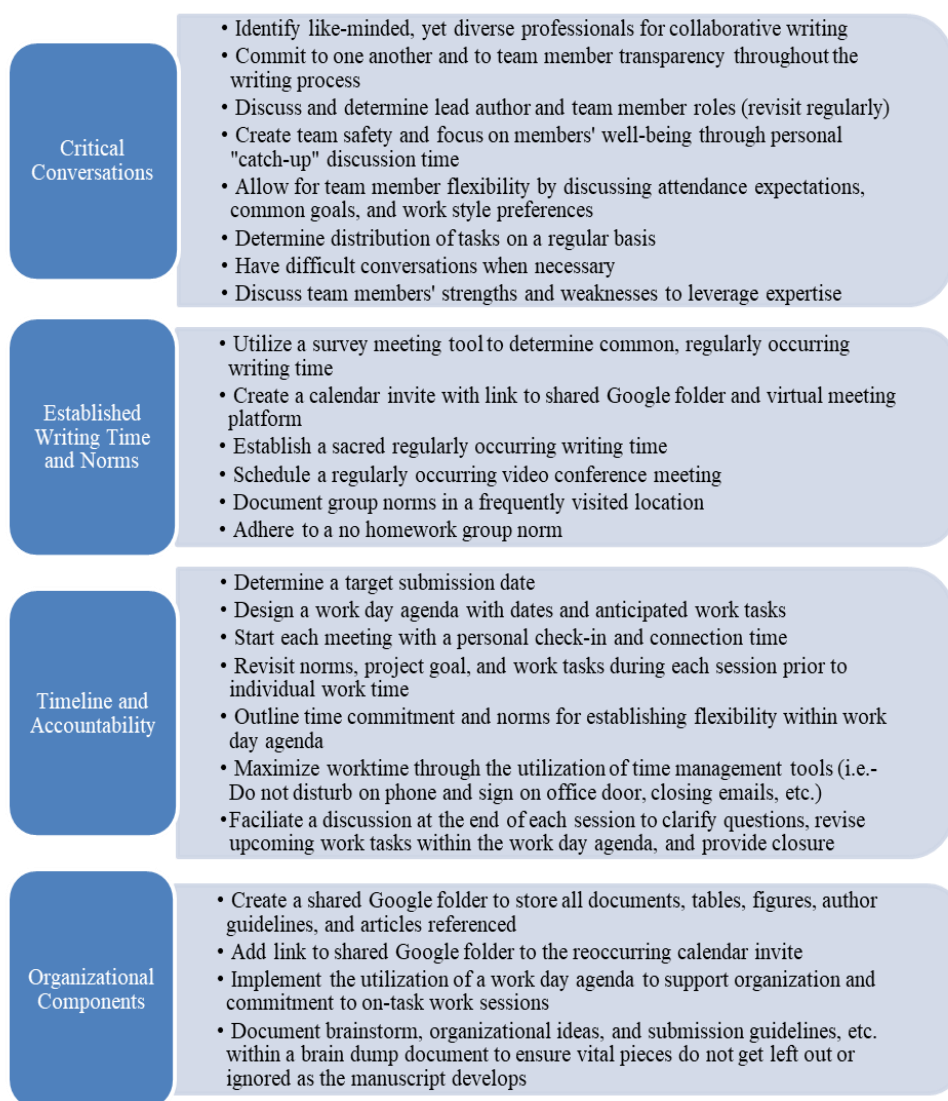 Critical
Conversations
• Identify like-minded, yet diverse professionals for collaborative writing
• Commit to one another and to team member transparency throughout the
writing process
• Discuss and determine lead author and team member roles (revisit regularly)
• Create team safety and focus on members' well-being through personal
"catch-up" discussion time
• Allow for team member flexibility by discussing attendance expectations,
common goals, and work style preferences
• Determine distribution of tasks on a regular basis
• Have difficult conversations when necessary
• Discuss team members' strengths and weaknesses to leverage expertise
Established
Writing Time
and Norms
• Utilize a survey meeting tool to determine common, regularly occurring
writing time
• Create a calendar invite with link to shared Google folder and virtual meeting
platform
• Establish a sacred regularly occurring writing time
• Schedule a regularly occurring video conference meeting
• Document group norms in a frequently visited location
• Adhere to a no homework group norm
Timeline and
Accountability
• Determine a target submission date
• Design a work day agenda with dates and anticipated work tasks
• Start each meeting with a personal check-in and connection time
• Revisit norms, project goal, and work tasks during each session prior to
individual work time
• Outline time commitment and norms for establishing flexibility within work
day agenda
• Maximize worktime through the utilization of time management tools (i.e.-
Do not disturb on phone and sign on office door, closing emails, etc.)
•Faciliate a discussion at the end of each session to clarify questions, revise
upcoming work tasks within the work day agenda, and provide closure
Organizational
Components
• Create a shared Google folder to store all documents, tables, figures, author
guidelines, and articles referenced
• Add link to shared Google folder to the reoccurring calendar invite
• Implement the utilization of a work day agenda to support organization and
commitment to on-task work sessions
• Document brainstorm, organizational ideas, and submission guidelines, etc.
within a brain dump document to ensure vital pieces do not get left out or
ignored as the manuscript develops